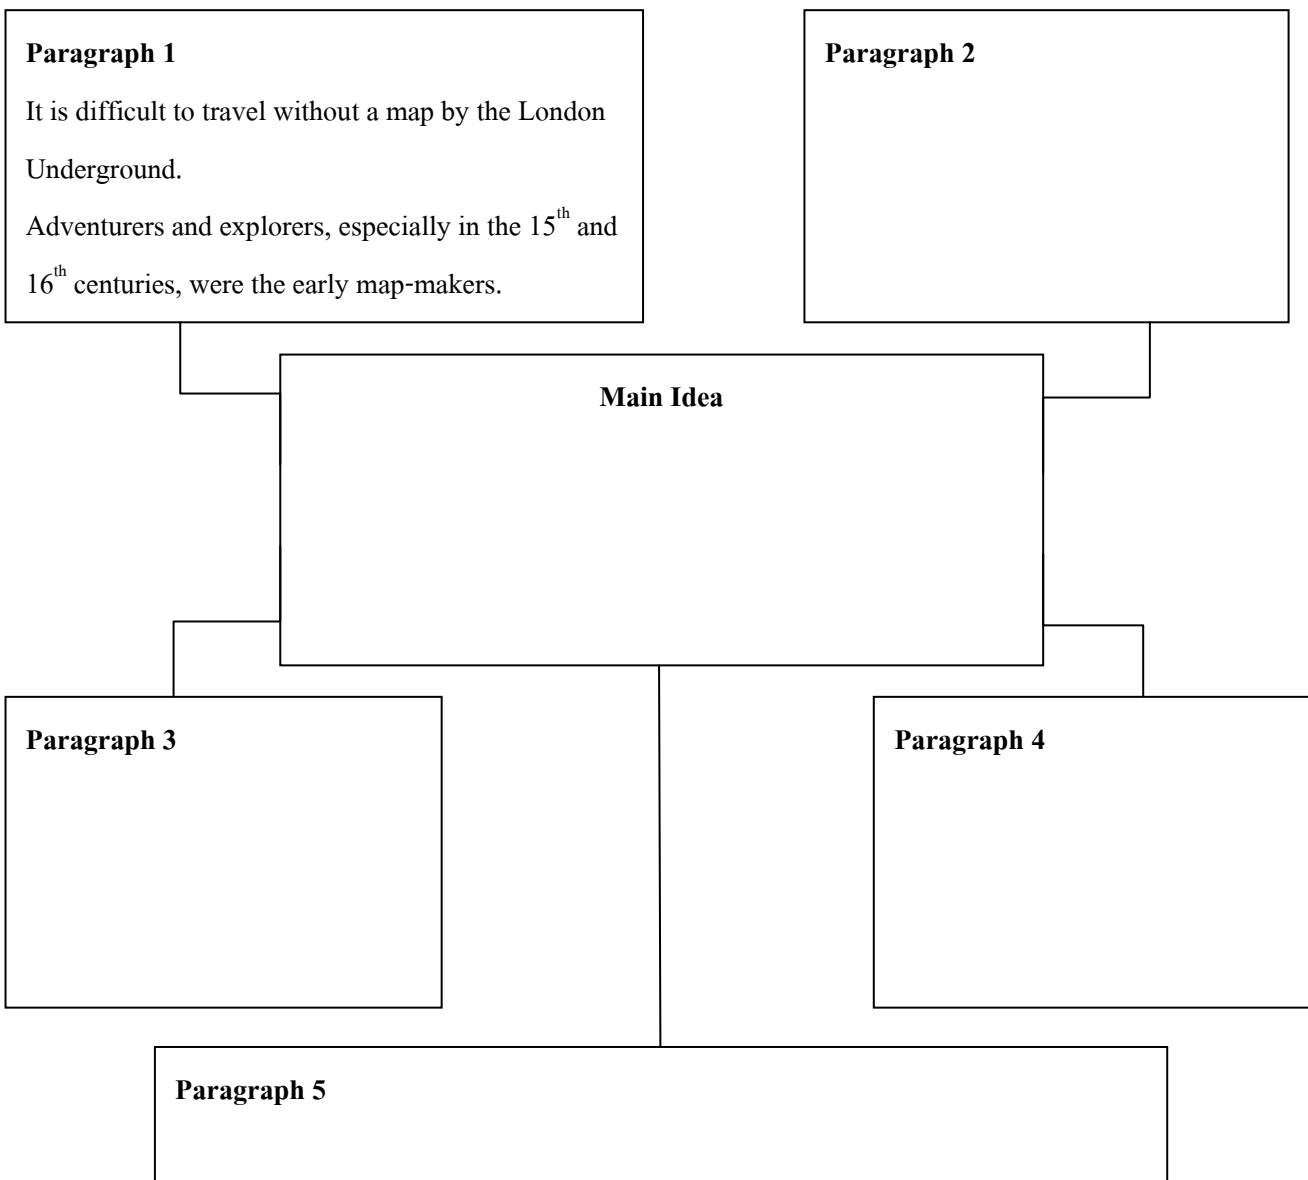 Paragraph 1
It is difficult to travel without a map by the London
Underground.
Adventurers and explorers, especially in the 15th and
16th centuries, were the early map-makers.
Paragraph 2
Main Idea
Paragraph 3
Paragraph 4
Paragraph 5